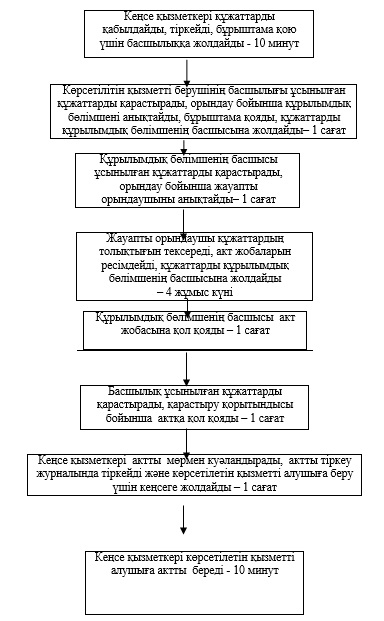 Кеңсе қызметкері құжаттарды
қабылдайды, тіркейді, бұрыштама қою
үшін басшылыққа жолдайды - 10 минут
Көрсетілітін қызметті берушінің басшылығы ұсынылған
құжаттарды қарастырады, орындау бойынша құрылымдық
бөлімшені анықтайды, бұрыштама қояды, құжаттарды
құрылымдық бөлімшенің басшысына жолдайды– 1 сағат
Құрылымдық бөлімшенің басшысы
ұсынылған құжаттарды қарастырады,
орындау бойынша жауапты
орындаушыны анықтайды– 1 сағат
Жауапты орындаушы құжаттардың
толықтығын тексереді, акт жобаларын
ресімдейді, құжаттарды құрылымдық
бөлімшенің басшысына жолдайды
– 4 жұмыс күні
Құрылымдық бөлімшенің басшысы акт
жобасына қол қояды – 1 сағат
Басшылық ұсынылған құжаттарды
қарастырады, қарастыру қорытындысы
бойынша актқа қол қояды – 1 сағат
Кеңсе қызметкері актты мөрмен куәландырады, актты тіркеу
журналында тіркейді және көрсетілетін қызметті алушыға беру
үшін кеңсеге жолдайды – 1 сағат
Кеңсе қызметкері көрсетілетін қызметті
алушыға актты береді - 10 минут